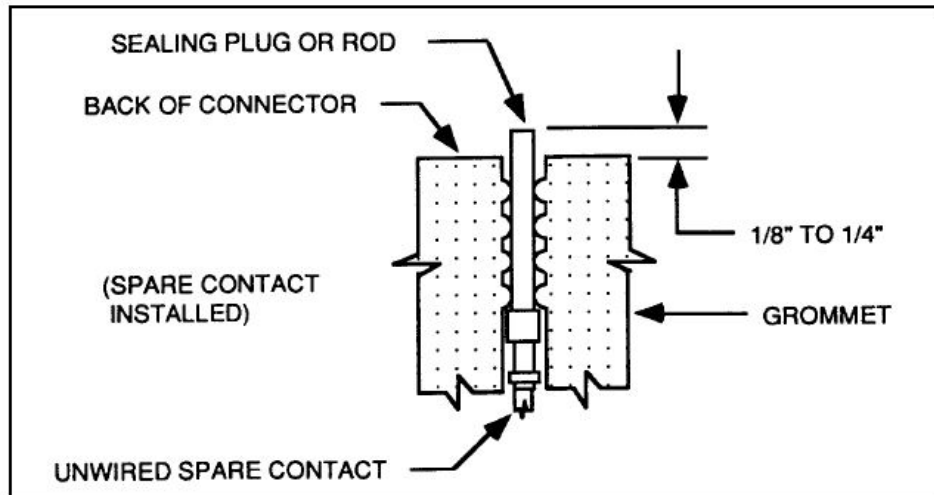 SEALING PLUG OR ROD
BACK OF CONNECTOR
1/8" TO 1/4"
(SPARE CONTACT
INSTALLED)
GROMMET
UNWIRED SPARE CONTACT